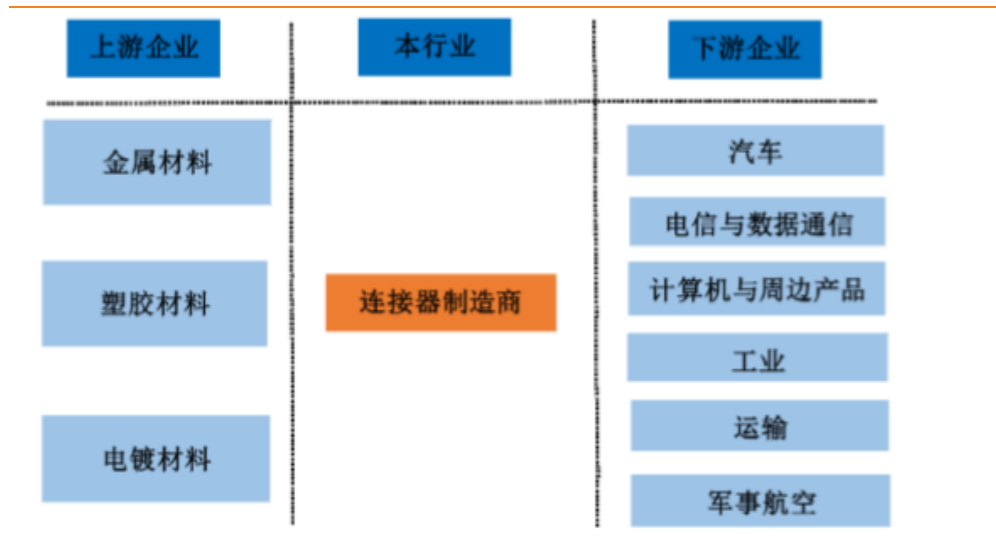 上游企业
本行业
下游企业
金属材料
塑胶材料
电镀材料
连接器制造商
汽车
电信与数据通信
计算机与周边产品
工业
运输
军事航空